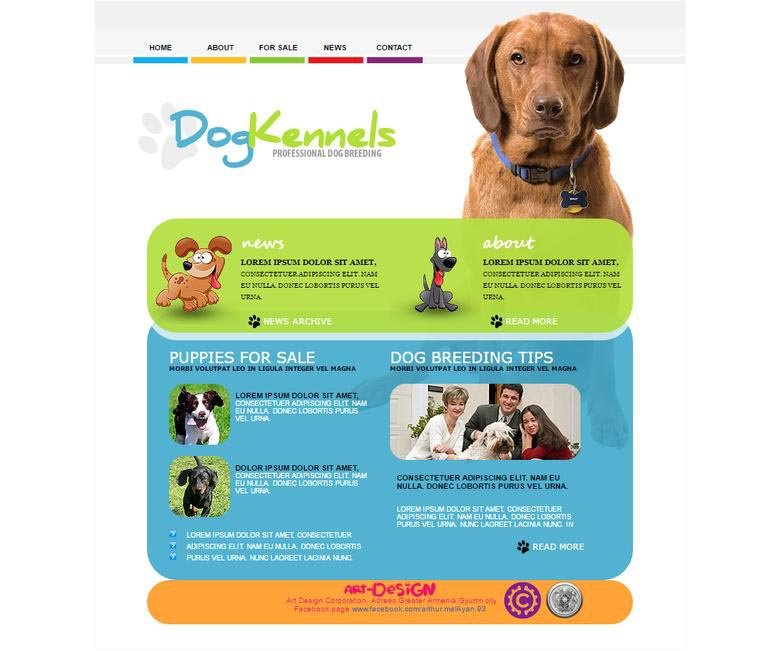 HOME ABOUT FOR SALE NEWS CONTACT
DogKennels
PROFESSIONAL DOG BREEDING
news
LOREM IPSUM DOLOR SIT AMET,
CONSECTETUER ADIPISCING ELIT. NAM
EU NULLA. DONEC LOBORTIS PURUS VEL
URNA.
NEWS ARCHIVE
about
LOREM IPSUM DOLOR SIT AMET,
CONSECTETUER ADIPISCING ELIT. NAM
EU NULLA. DONEC LOBORTIS PURUS VEL
URNA.
READ MORE
PUPPIES FOR SALE
MORBI VOLUTPAT LEO IN LIGULA INTEGER VEL MAGNA
LOREM IPSUM DOLOR SIT AMET,
CONSECTETUER ADIPISCING ELIT. NAM
EU NULLA. DONEC LOBORTIS PURUS
VEL URNA.
DOLOR IPSUM DOLOR SIT AMET,
CONSECTETUER ADIPISCING ELIT. NAM
EU NULLA. DONEC LOBORTIS PURUS
VEL URNA.
LOREM IPSUM DOLOR SIT AMET, CONSECTETUER
ADIPISCING ELIT. NAM EU NULLA. DONEC LOBORTIS
PURUS VEL URNA. NUNC LAOREET LACINIA NUNC.
DOG BREEDING TIPS
MORBI VOLUTPAT LEO IN LIGULA INTEGER VEL MAGNA
CONSECTETUER ADIPISCING ELIT. NAM EU
NULLA. DONEC LOBORTIS PURUS VEL URNA.
LOREM IPSUM DOLOR SIT AMET, CONSECTETUER
ADIPISCING ELIT. NAM EU NULLA. DONEC LOBORTIS
PURUS VEL URNA. NUNC LAOREET LACINIA NUNC. IN
READ MORE
ART-DESIGN
Art Design Corporation. Adrees Greater Armenia.Gyumri city
Facebook page www.facebook.com/arthur.melikyan.93